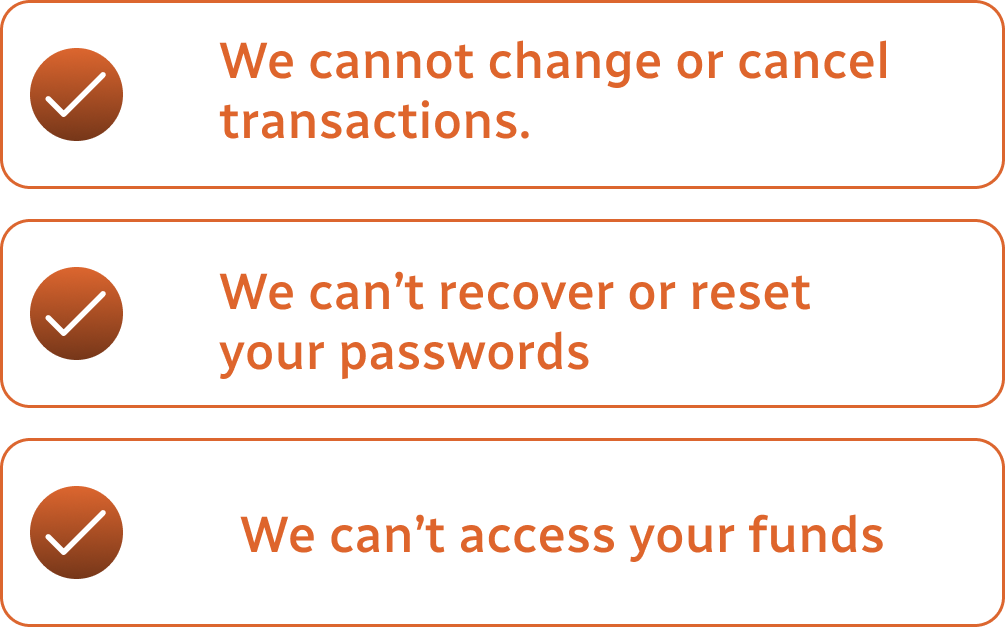 We cannot change or cancel
transactions.
We can’t recover or reset
your passwords
We can’t access your funds